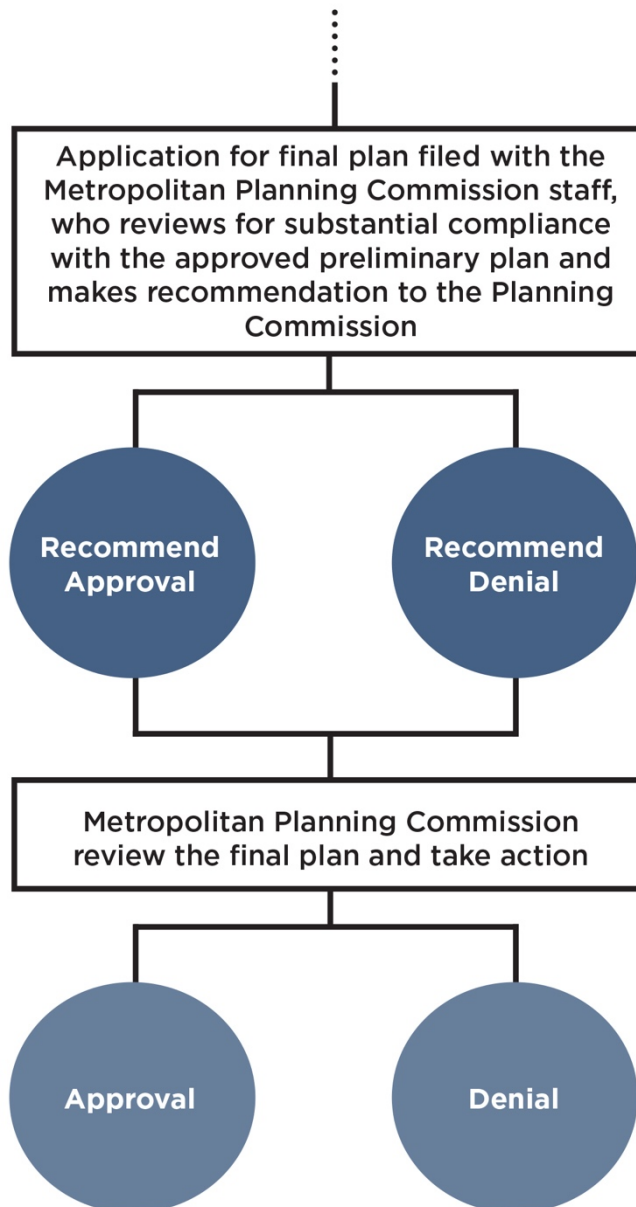 Application for final plan filed with the
Metropolitan Planning Commission staff,
who reviews for substantial compliance
with the approved preliminary plan and
makes recommendation to the Planning
Commission
Recommend
Approval
Recommend
Denial
Metropolitan Planning Commission
review the final plan and take action
Approval
Denial